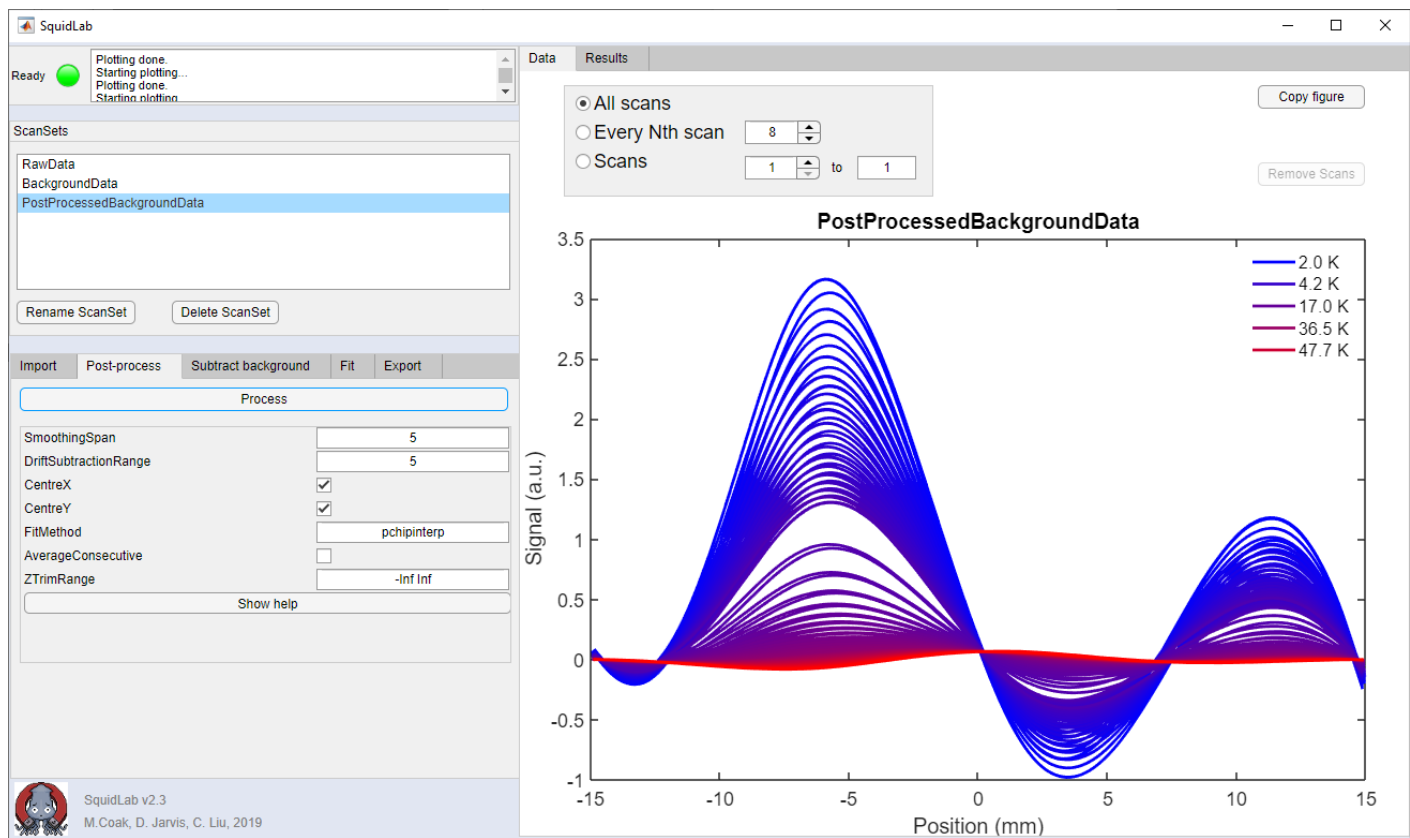 SquidLab
Ready
Plotting done.
Starting plotting...
Plotting done.
Starting plotting
ScanSets
RawData
BackgroundData
PostProcessedBackgroundData
Rename ScanSet
Delete ScanSet
Import
Post-process
Subtract background
Fit
Export
Process
SmoothingSpan 5
DriftSubtractionRange 5
CentreX
CentreY
FitMethod pchipinterp
AverageConsecutive
ZTrimRange -Inf Inf
Show help
SquidLab v2.3
M.Coak, D. Jarvis, C. Liu, 2019
Data
Results
All scans
Every Nth scan 8
Scans 1 to 1
Copy figure
Remove Scans
PostProcessedBackgroundData
2.0 K
4.2 K
17.0 K
36.5 K
47.7 K
Signal (a.u.)
3.5
3
2.5
2
1.5
1
0.5
0
-0.5
-1
-15 -10 -5 0 5 10 15
Position (mm)